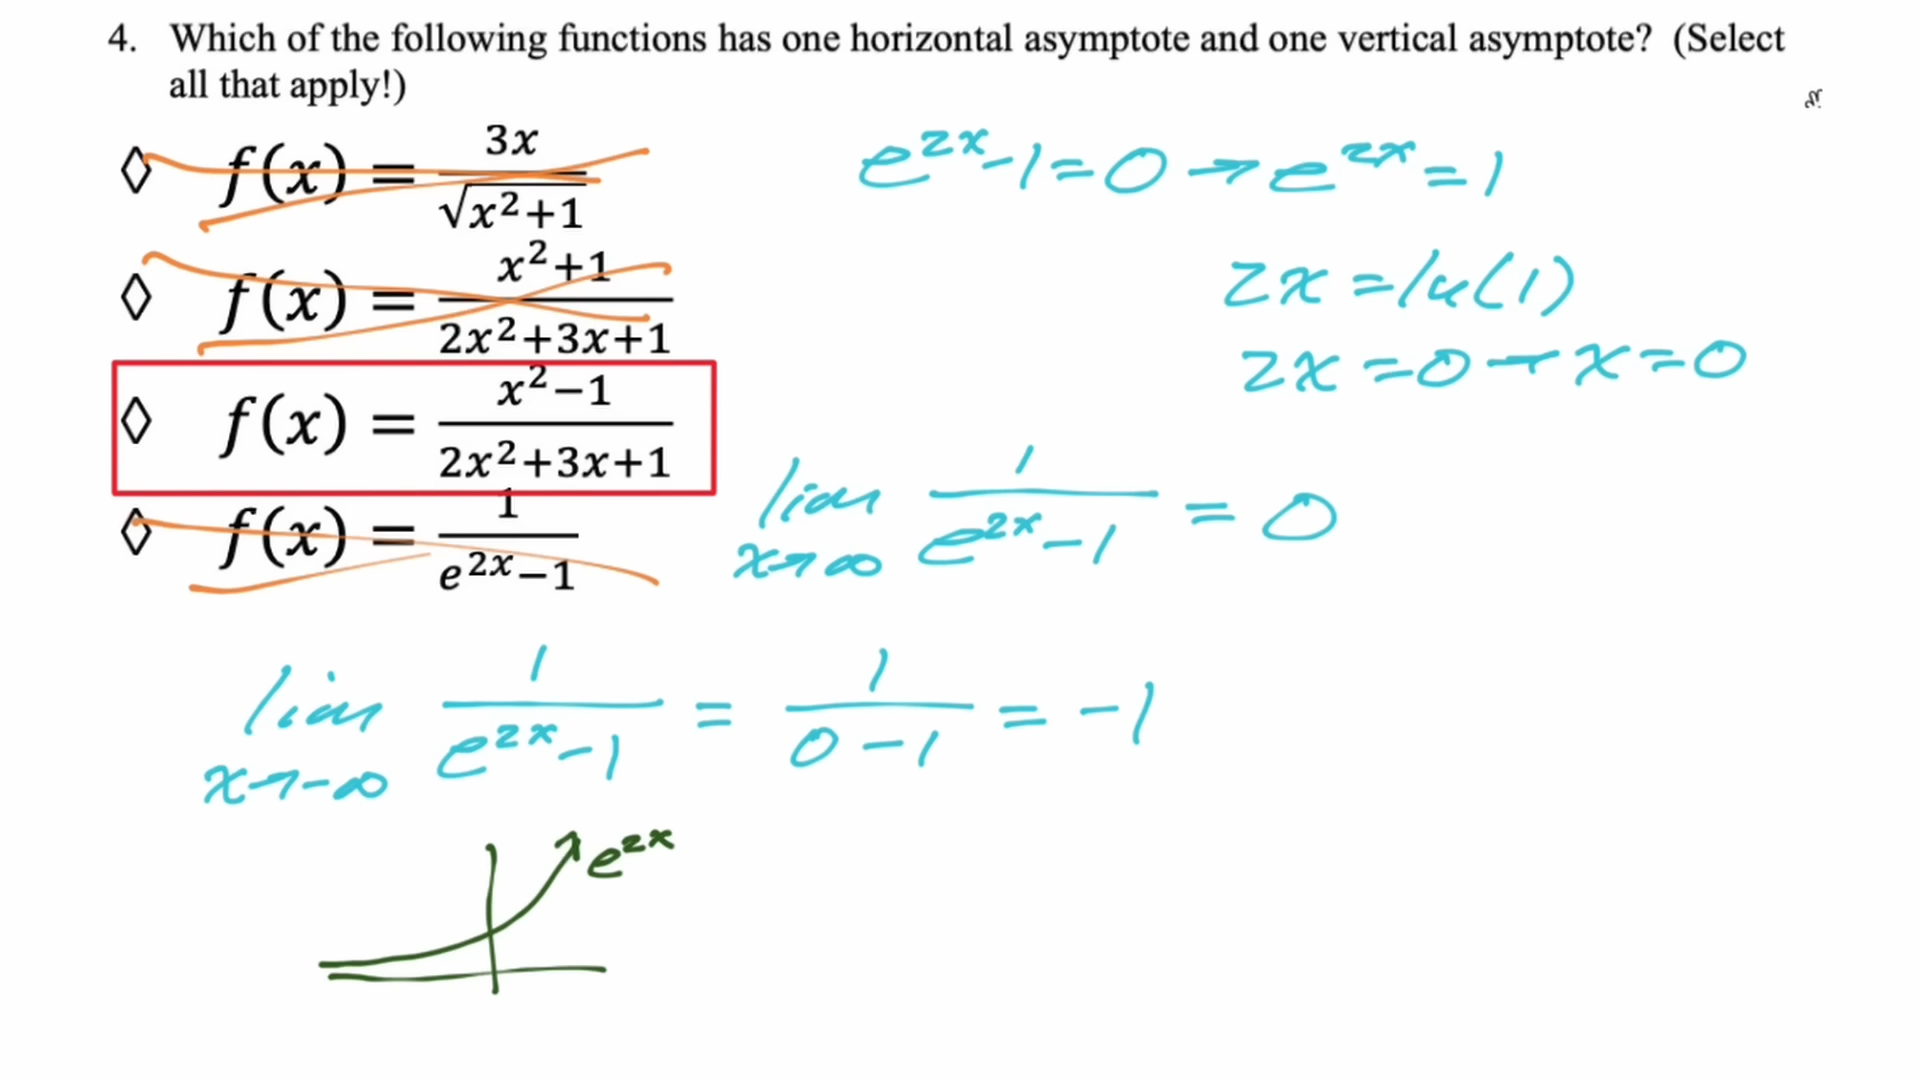 4. Which of the following functions has one horizontal asymptote and one vertical asymptote? (Select
all that apply!)
◊ f(x) = 3x / √x²+1
◊ f(x) = x²+1 / 2x²+3x+1
◊ f(x) = x²−1 / 2x²+3x+1
◊ f(x) = 1 / e^2x−1
e^2x−1=0→e^2x=1
2x=ln(1)
2x=0→x=0
lim x→∞ 1 / e^2x−1 = 0
lim x→−∞ 1 / e^2x−1 = 1 / 0−1 = −1
e^2x